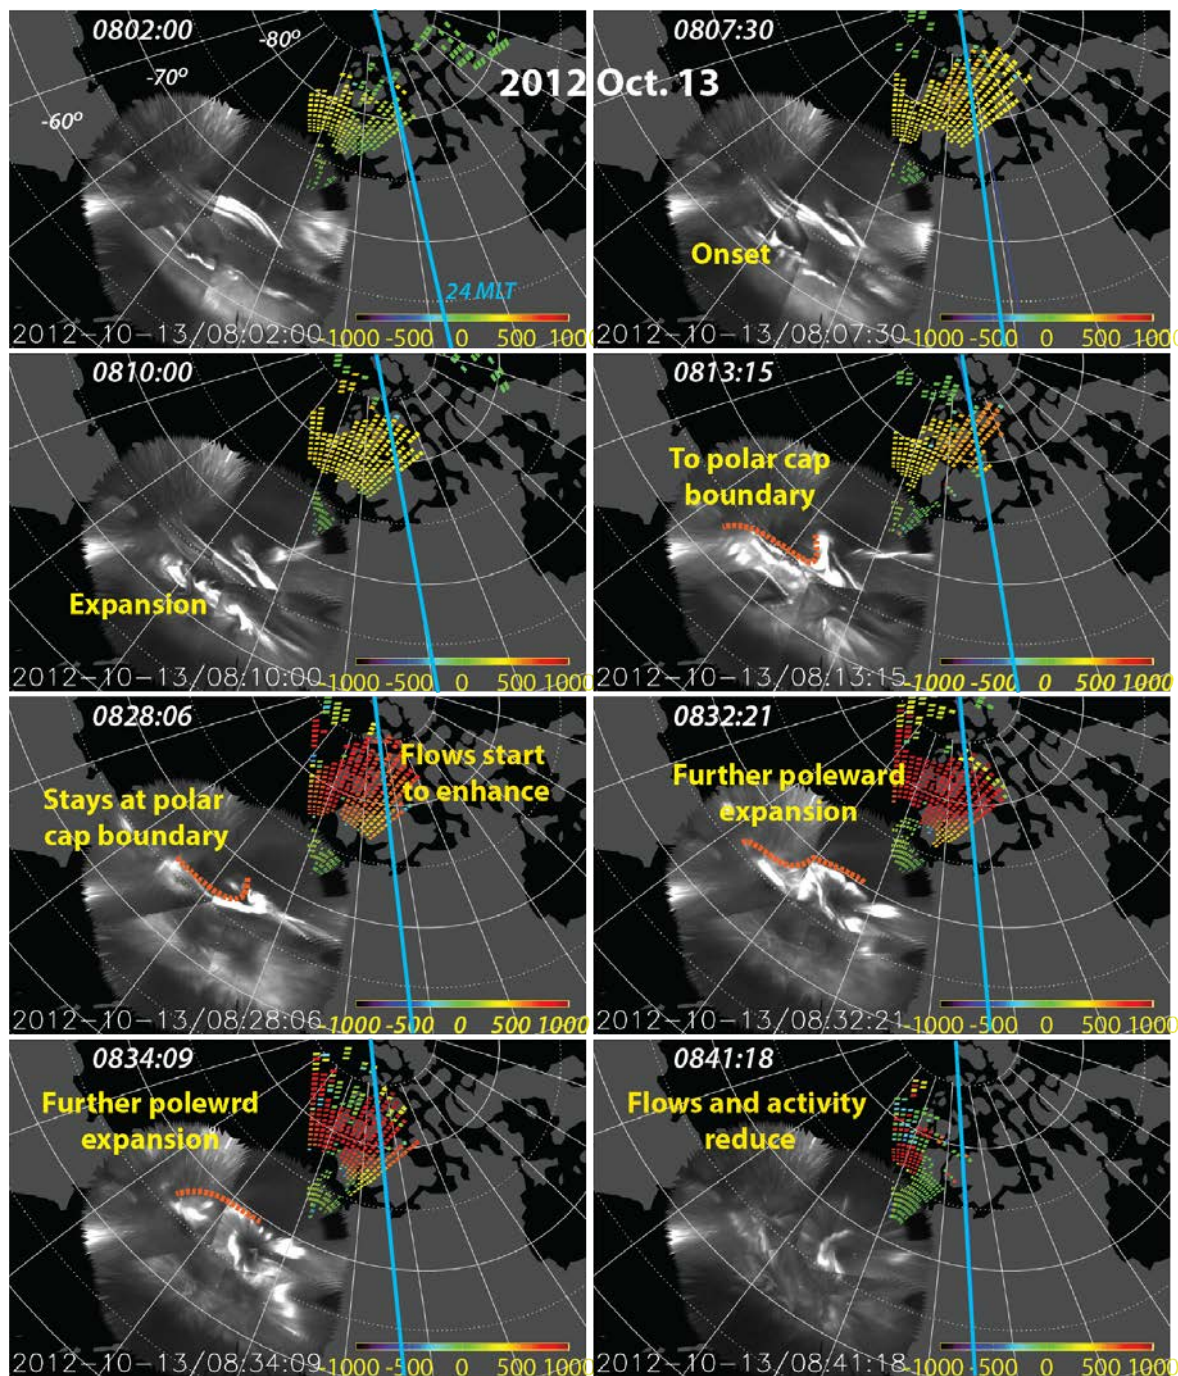 0802:00
-80°
-70°
-60°
24 MLT
-1000 -500 0 500 1000
2012-10-13/08:02:00
2012 Oct. 13
0807:30
Onset
-1000 -500 0 500 1000
2012-10-13/08:07:30
0810:00
Expansion
-1000 -500 0 500 1000
2012-10-13/08:10:00
0813:15
To polar cap
boundary
-1000 -500 0 500 1000
2012-10-13/08:13:15
0828:06
Flows start
to enhance
Stays at polar
cap boundary
-1000 -500 0 500 1000
2012-10-13/08:28:06
0832:21
Further poleward
expansion
-1000 -500 0 500 1000
2012-10-13/08:32:21
0834:09
Further polewrd
expansion
-1000 -500 0 500 1000
2012-10-13/08:34:09
0841:18
Flows and activity
reduce
-1000 -500 0 500 1000
2012-10-13/08:41:18